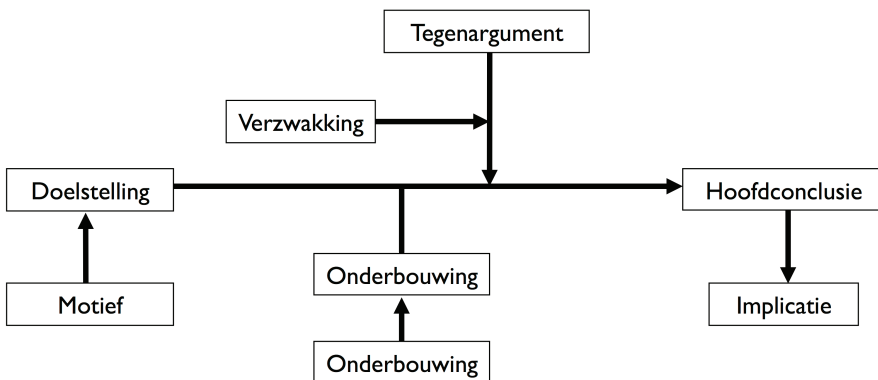 Tegenargument
Verzwakking
Doelstelling
Hoofdconclusie
Onderbouwing
Motief
Implicatie
Onderbouwing